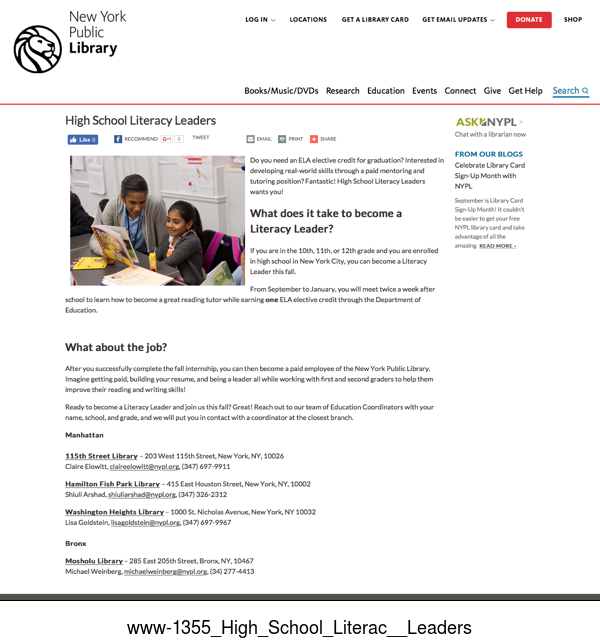 New York
Public
Library
LOG IN
LOCATIONS
GET A LIBRARY CARD
GET EMAIL UPDATES
DONATE
SHOP
Books/Music/DVDs Research Education Events Connect Give Get Help Search
High School Literacy Leaders
Like 0
RECOMMEND
G+1 0
TWEET
EMAIL
PRINT
SHARE
Do you need an ELA elective credit for graduation? Interested in
developing real-world skills through a paid mentoring and
tutoring position? Fantastic! High School Literacy Leaders
wants you!
What does it take to become a
Literacy Leader?
If you are in the 10th, 11th, or 12th grade and you are enrolled
in high school in New York City, you can become a Literacy
Leader this fall.
From September to January, you will meet twice a week after
school to learn how to become a great reading tutor while earning one ELA elective credit through the Department of
Education.
What about the job?
After you successfully complete the fall internship, you can then become a paid employee of the New York Public Library.
Imagine getting paid, building your resume, and being a leader all while working with first and second graders to help them
improve their reading and writing skills!
Ready to become a Literacy Leader and join us this fall? Great! Reach out to our team of Education Coordinators with your
name, school, and grade, and we will put you in contact with a coordinator at the closest branch.
Manhattan
115th Street Library – 203 West 115th Street, New York, NY, 10026
Claire Elowitt, claireelowitt@nypl.org, (347) 697-9911
Hamilton Fish Park Library – 415 East Houston Street, New York, NY, 10002
Shiuli Arshad, shiuliarshad@nypl.org, (347) 326-2312
Washington Heights Library – 1000 St. Nicholas Avenue, New York, NY 10032
Lisa Goldstein, lisagoldstein@nypl.org, (347) 697-9967
Bronx
Mosholu Library – 285 East 205th Street, Bronx, NY, 10467
Michael Weinberg, michaelweinberg@nypl.org, (34) 277-4413
ASK NYPL >
Chat with a librarian now
FROM OUR BLOGS
Celebrate Library Card
Sign-Up Month with
NYPL
September is Library Card
Sign-Up Month! It couldn't
be easier to get your free
NYPL library card and take
advantage of all the
amazing READ MORE ›
www-1355_High_School_Literac__Leaders